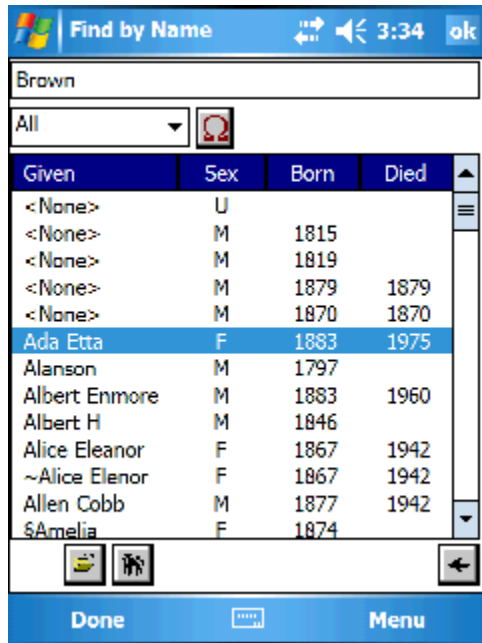 Find by Name 3:34 ok
Brown
All Ω
Given Sex Born Died
<None> U
<None> M 1815
<None> M 1819
<None> M 1879 1879
<None> M 1870 1870
Ada Etta F 1883 1975
Alanson M 1797
Albert Enmore M 1883 1960
Albert H M 1846
Alice Eleanor F 1867 1942
~Alice Elenor F 1867 1942
Allen Cobb M 1877 1942
§Amelia F 1874
Done Menu